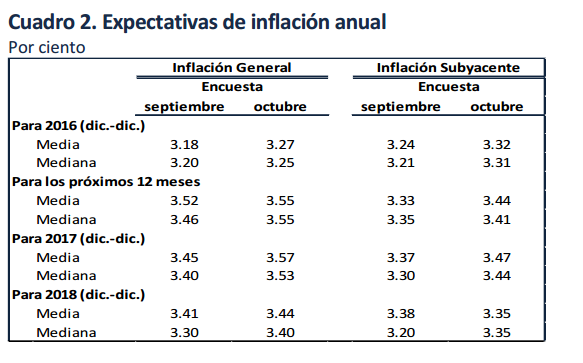 Cuadro 2. Expectativas de inflación anual
Por ciento
Inflación General Inflación Subyacente
Encuesta Encuesta
septiembre octubre septiembre octubre
Para 2016 (dic.-dic.)
Media 3.18 3.27 3.24 3.32
Mediana 3.20 3.25 3.21 3.31
Para los próximos 12 meses
Media 3.52 3.55 3.33 3.44
Mediana 3.46 3.55 3.35 3.41
Para 2017 (dic.-dic.)
Media 3.45 3.57 3.37 3.47
Mediana 3.40 3.53 3.30 3.44
Para 2018 (dic.-dic.)
Media 3.41 3.44 3.38 3.35
Mediana 3.30 3.40 3.20 3.35